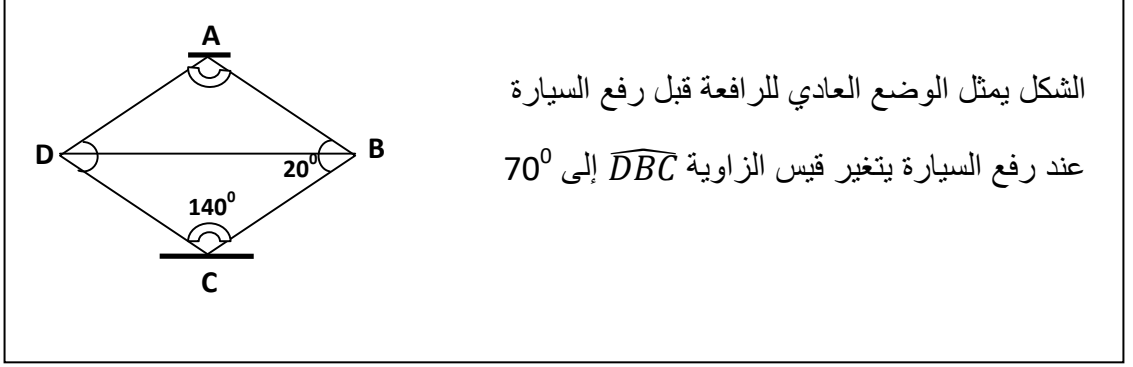 A
الشكل يمثل الوضع العادي للرافعة قبل رفع السيارة
D
B
20⁰
عند رفع السيارة يتغير قيس الزاوية DBC إلى 70⁰
140⁰
C